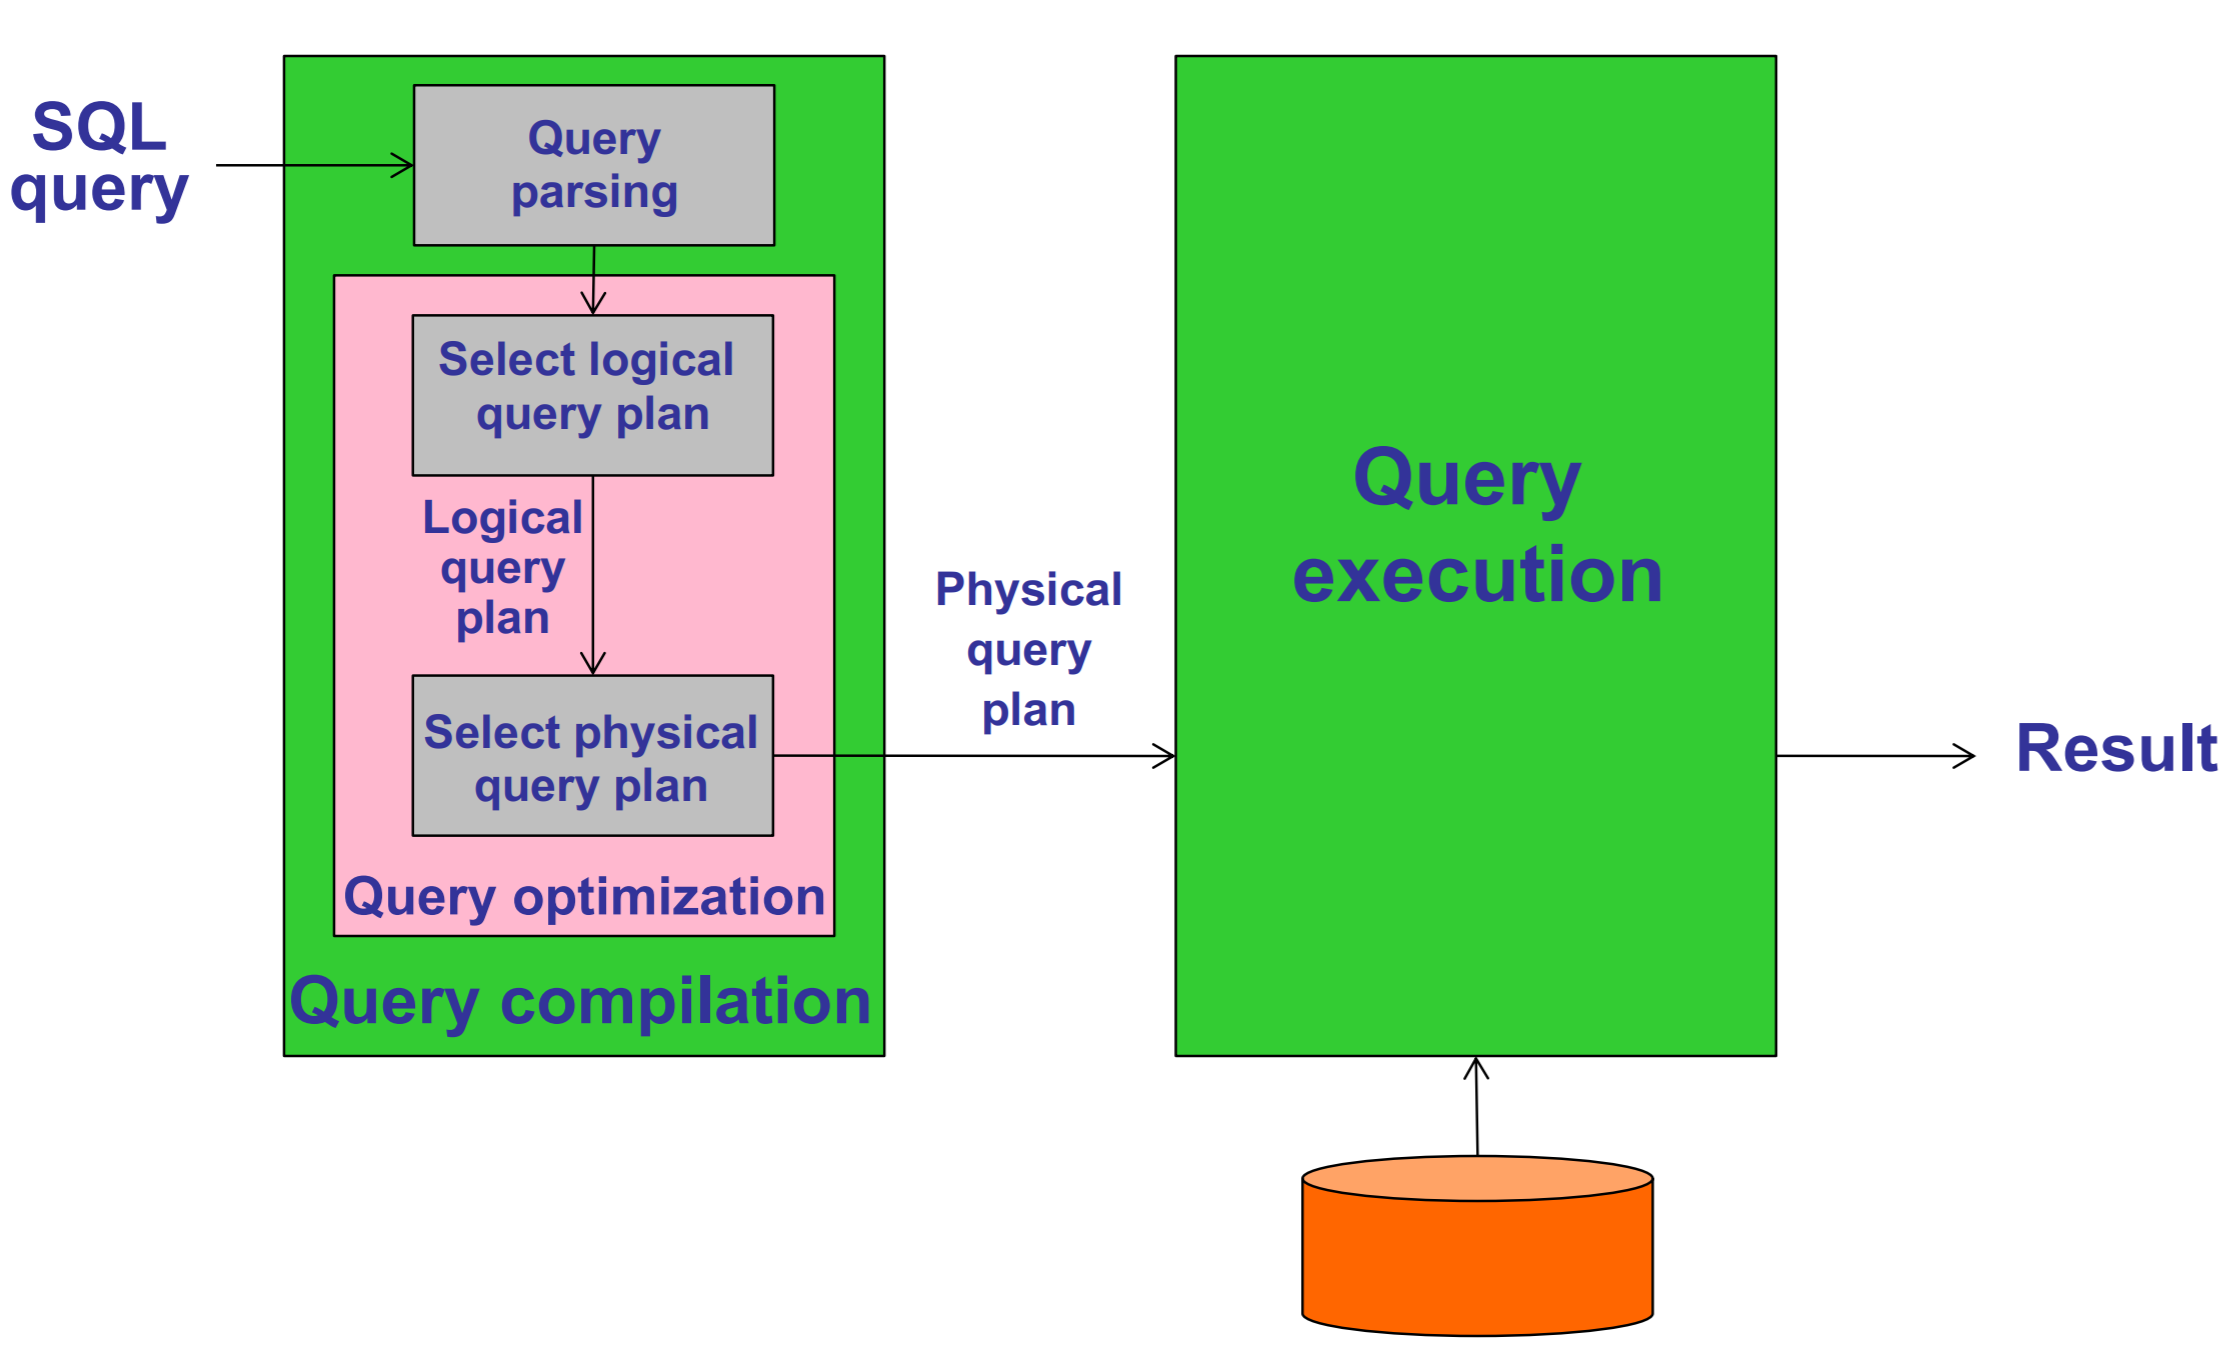 SQL
query
Query
parsing
Select logical
query plan
Logical
query
plan
Select physical
query plan
Query optimization
Query compilation
Physical
query
plan
Query
execution
Result